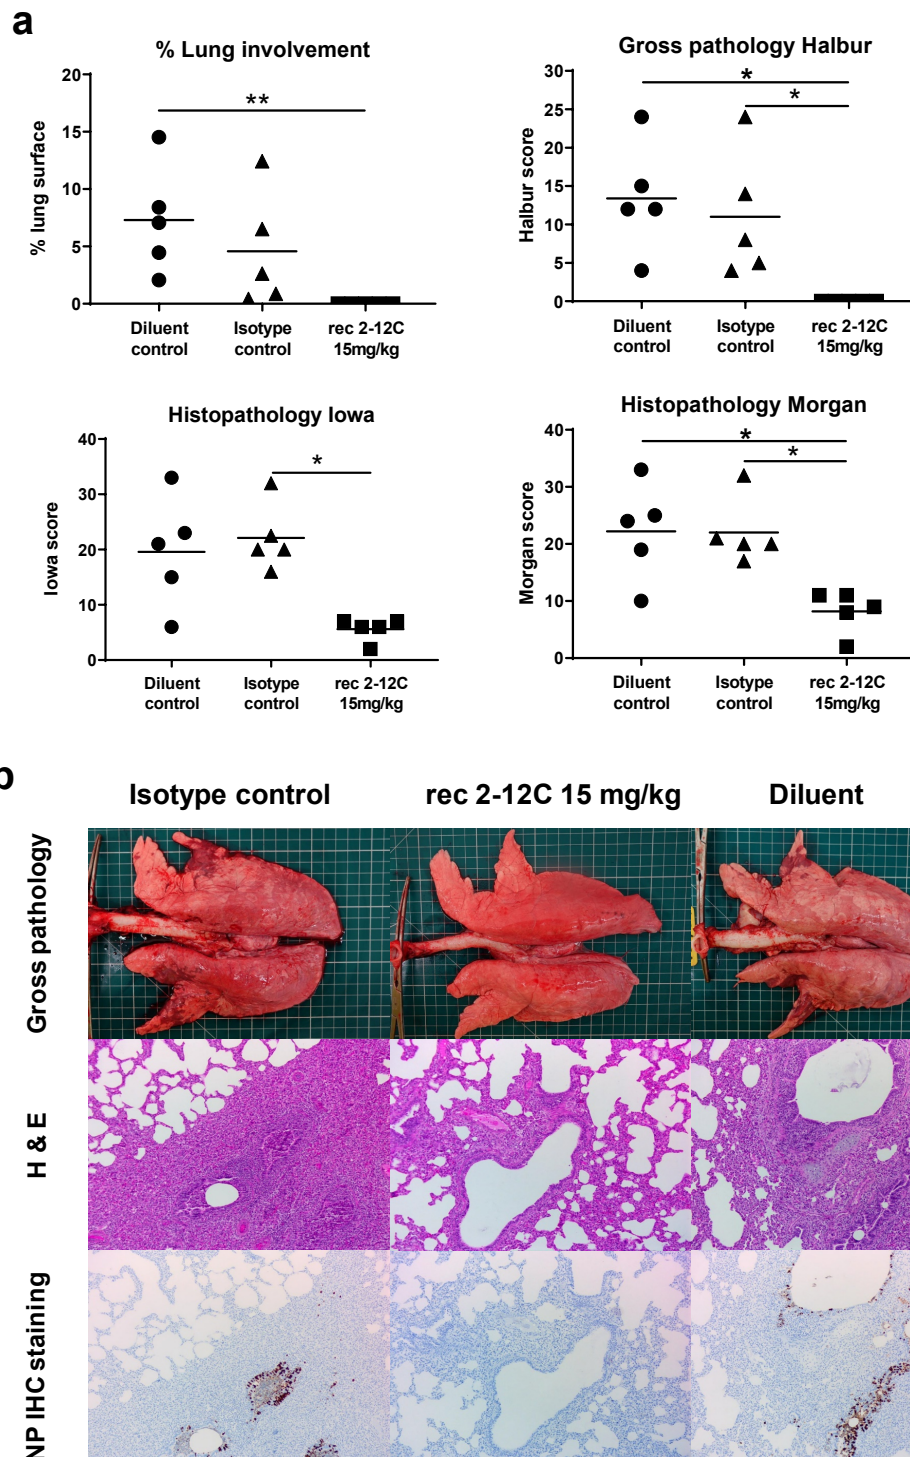 a
% Lung involvement
% lung surface
20
15
10
5
0
**
Diluent
control
Isotype
control
rec 2-12C
15mg/kg
Gross pathology Halbur
Halbur score
30
25
20
15
10
5
0
*
*
Diluent
control
Isotype
control
rec 2-12C
15mg/kg
Histopathology Iowa
Iowa score
40
30
20
10
0
*
Diluent
control
Isotype
control
rec 2-12C
15mg/kg
Histopathology Morgan
Morgan score
40
30
20
10
0
*
*
Diluent
control
Isotype
control
rec 2-12C
15mg/kg
b
Isotype control
rec 2-12C 15 mg/kg
Diluent
Gross pathology
H & E
NP IHC staining